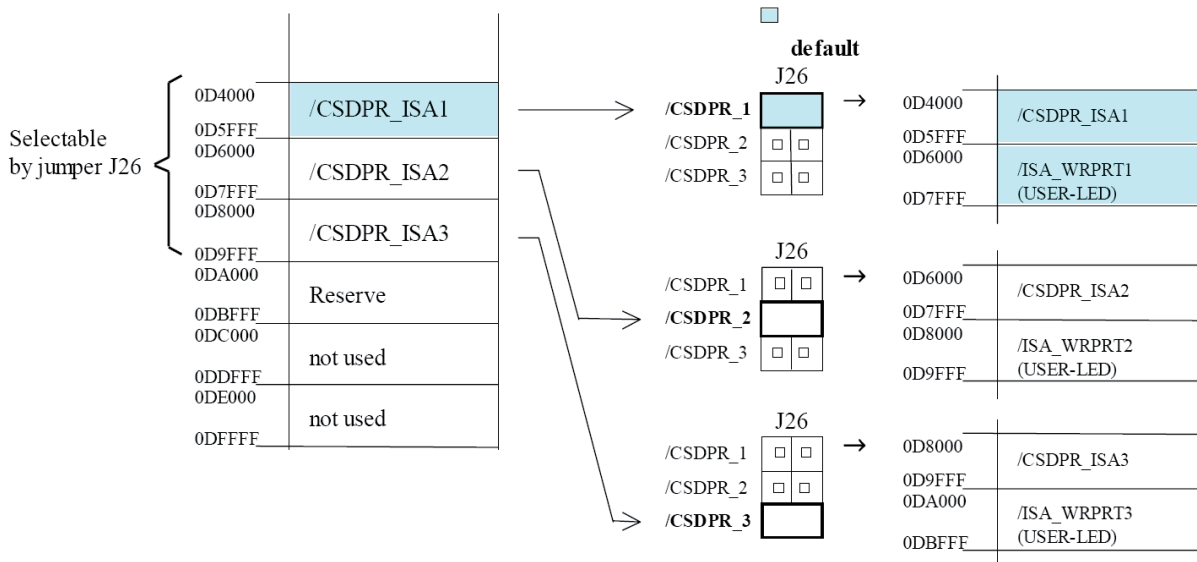 default
Selectable
by jumper J26
0D4000
/CSDPR_ISA1
0D5FFF
0D6000
/CSDPR_ISA2
0D7FFF
0D8000
/CSDPR_ISA3
0D9FFF
0DA000
Reserve
0DBFFF
0DC000
not used
0DDFFF
0DE000
not used
0DFFFF
J26
/CSDPR_1
→
/CSDPR_2
/CSDPR_3
0D4000
/CSDPR_ISA1
0D5FFF
0D6000
/ISA_WRPRT1
(USER-LED)
0D7FFF
J26
/CSDPR_1
→
/CSDPR_2
/CSDPR_3
0D6000
/CSDPR_ISA2
0D7FFF
0D8000
/ISA_WRPRT2
(USER-LED)
0D9FFF
J26
/CSDPR_1
→
/CSDPR_2
/CSDPR_3
0D8000
/CSDPR_ISA3
0D9FFF
0DA000
/ISA_WRPRT3
(USER-LED)
0DBFFF